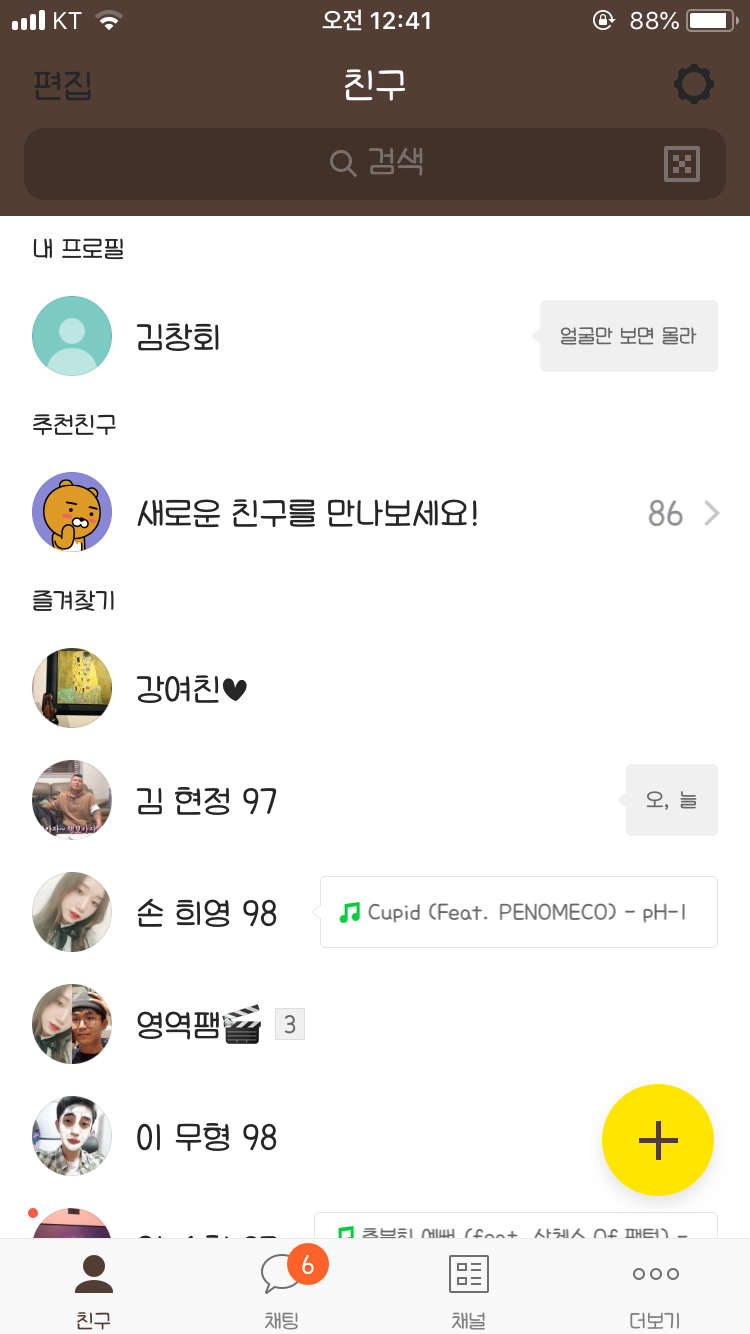 KT 오전 12:41 88%
편집 친구
검색
내 프로필
김창회 얼굴만 보면 몰라
추천친구
새로운 친구를 만나보세요! 86
즐겨찾기
강여친♥
김 현정 97 오, 늘
손 희영 98 Cupid (Feat. PENOMECO) - pH-1
영역팸🎬 3
이 무형 98
6
친구 채팅 채널 더보기